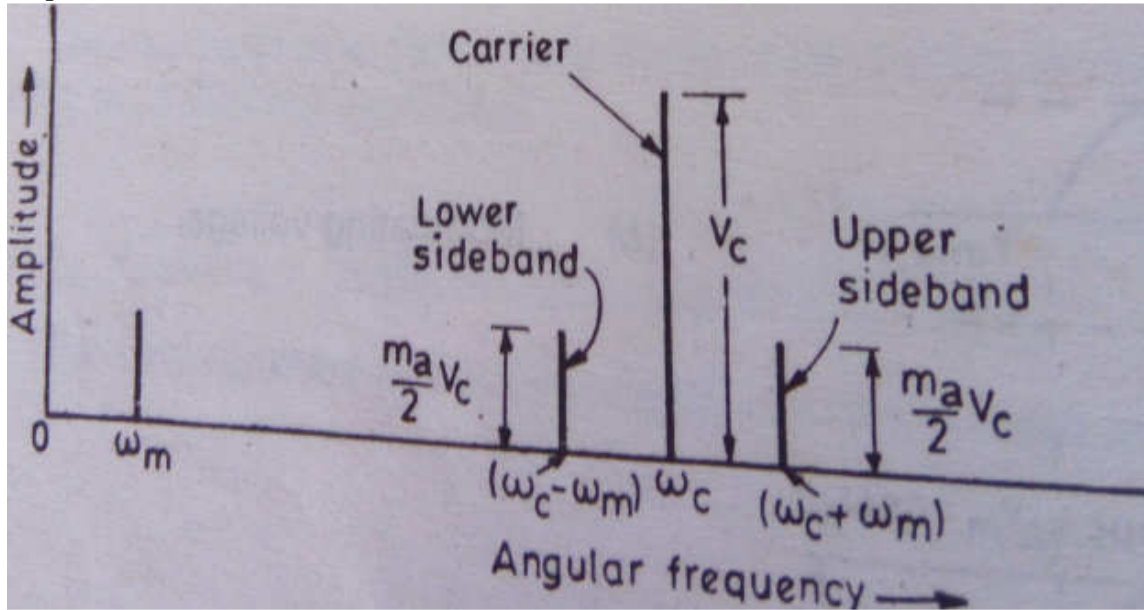 Carrier
Amplitude
Lower
sideband
V_c
Upper
sideband
m_a/2 V_c
m_a/2 V_c
0
ω_m
(ω_c-ω_m)
ω_c
(ω_c+ω_m)
Angular frequency